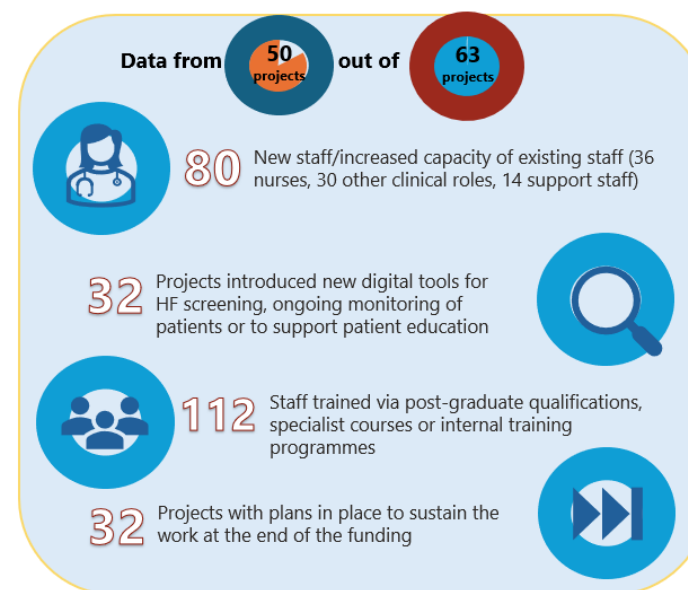 Data from 50 projects out of 63 projects
80 New staff/increased capacity of existing staff (36
nurses, 30 other clinical roles, 14 support staff)
32 Projects introduced new digital tools for
HF screening, ongoing monitoring of
patients or to support patient education
112 Staff trained via post-graduate qualifications,
specialist courses or internal training
programmes
32 Projects with plans in place to sustain the
work at the end of the funding